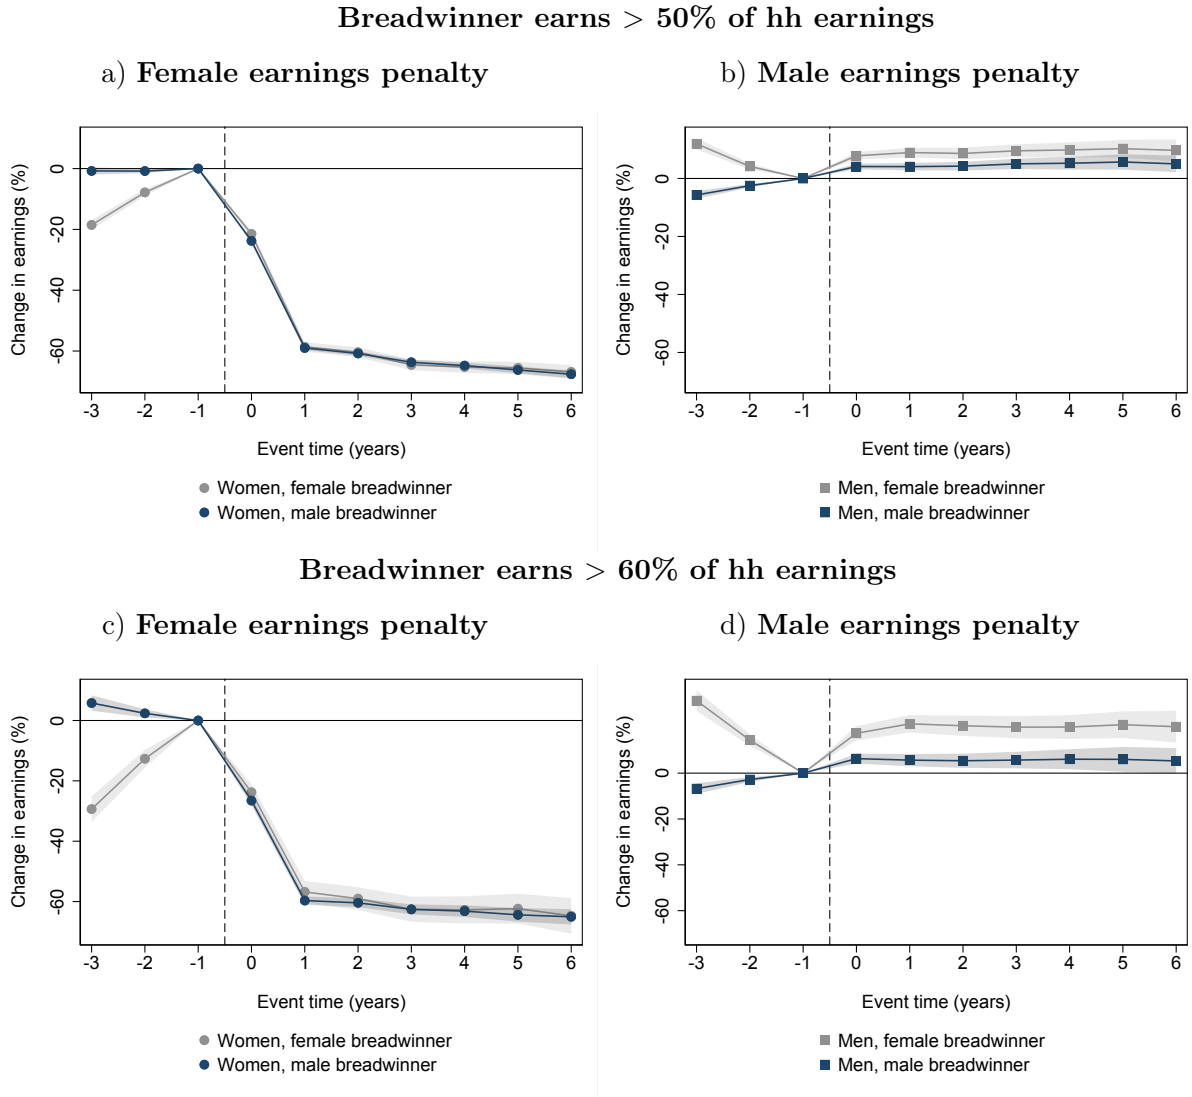 Breadwinner earns > 50% of hh earnings
a) Female earnings penalty
Change in earnings (%)
0
-20
-40
-60
-3 -2 -1 0 1 2 3 4 5 6
Event time (years)
Women, female breadwinner
Women, male breadwinner
b) Male earnings penalty
Change in earnings (%)
0
-20
-40
-60
-3 -2 -1 0 1 2 3 4 5 6
Event time (years)
Men, female breadwinner
Men, male breadwinner
Breadwinner earns > 60% of hh earnings
c) Female earnings penalty
Change in earnings (%)
0
-20
-40
-60
-3 -2 -1 0 1 2 3 4 5 6
Event time (years)
Women, female breadwinner
Women, male breadwinner
d) Male earnings penalty
Change in earnings (%)
0
-20
-40
-60
-3 -2 -1 0 1 2 3 4 5 6
Event time (years)
Men, female breadwinner
Men, male breadwinner